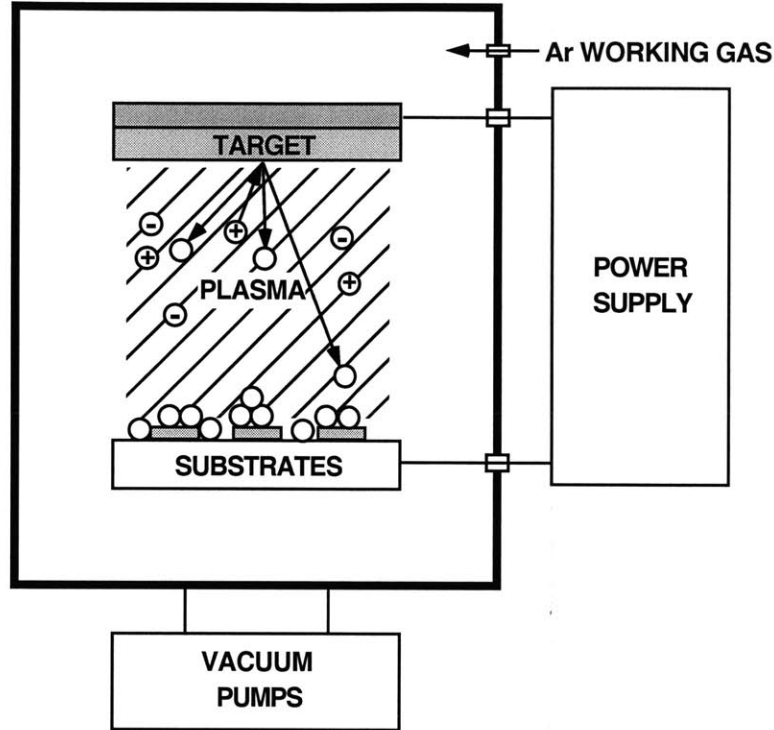 Ar WORKING GAS
TARGET
-
-
+
+
PLASMA
+
-
POWER
SUPPLY
SUBSTRATES
VACUUM
PUMPS